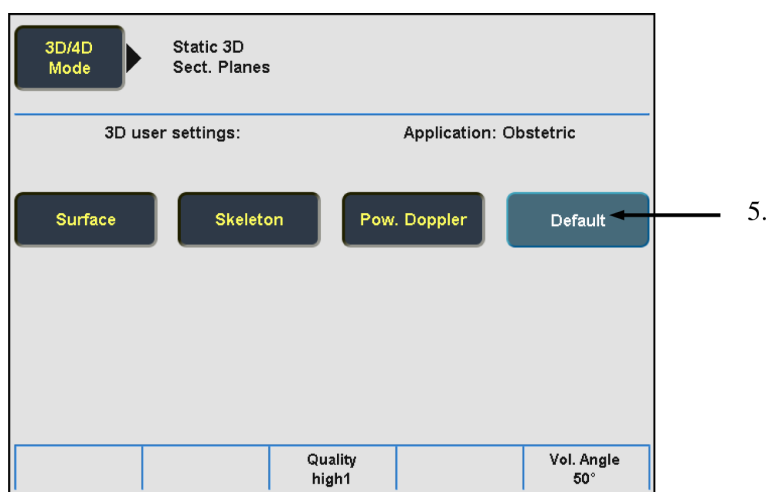 3D/4D
Mode
Static 3D
Sect. Planes
3D user settings:
Application: Obstetric
Surface
Skeleton
Pow. Doppler
Default
5.
Quality
high1
Vol. Angle
50°